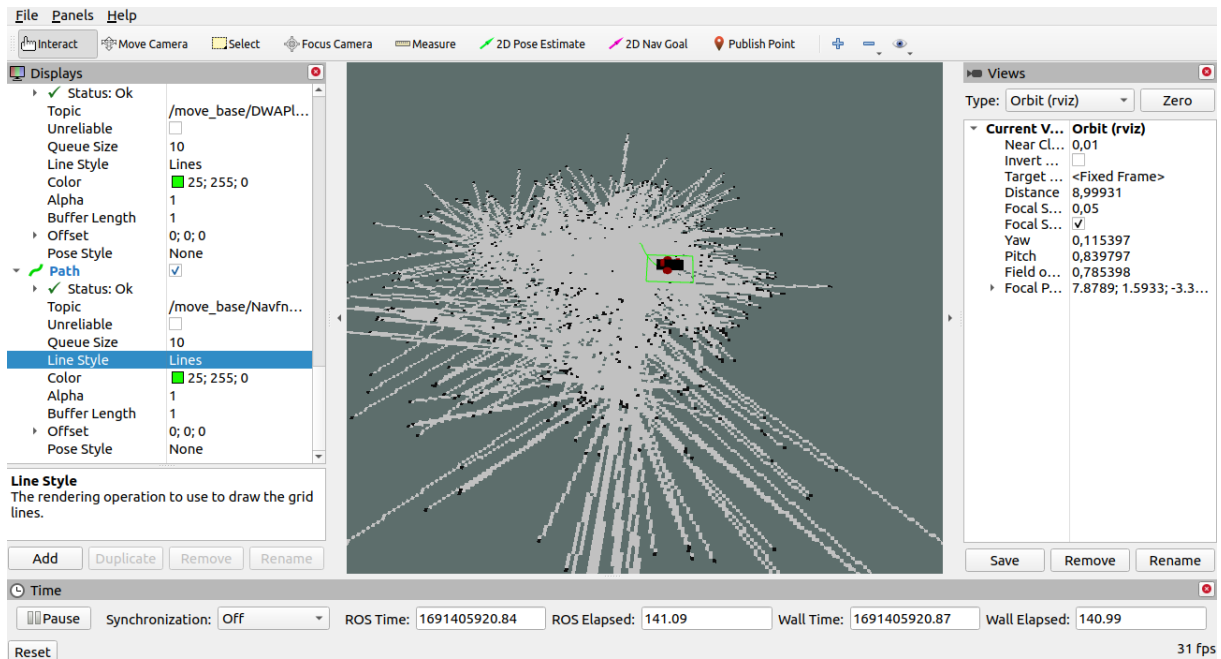 File Panels Help
Interact Move Camera Select Focus Camera Measure 2D Pose Estimate 2D Nav Goal Publish Point
Displays
Status: Ok
Topic /move_base/DWAPl...
Unreliable
Queue Size 10
Line Style Lines
Color 25; 255; 0
Alpha 1
Buffer Length 1
Offset 0; 0; 0
Pose Style None
Path
Status: Ok
Topic /move_base/Navfn...
Unreliable
Queue Size 10
Line Style Lines
Color 25; 255; 0
Alpha 1
Buffer Length 1
Offset 0; 0; 0
Pose Style None
Line Style
The rendering operation to use to draw the grid
lines.
Add Duplicate Remove Rename
Views
Type: Orbit (rviz) Zero
Current V... Orbit (rviz)
Near Cl... 0,01
Invert ...
Target ... <Fixed Frame>
Distance 8,99931
Focal S... 0,05
Focal S...
Yaw 0,115397
Pitch 0,839797
Field o... 0,785398
Focal P... 7.8789; 1.5933; -3.3...
Save Remove Rename
Time
Pause Synchronization: Off ROS Time: 1691405920.84 ROS Elapsed: 141.09 Wall Time: 1691405920.87 Wall Elapsed: 140.99
Reset 31 fps